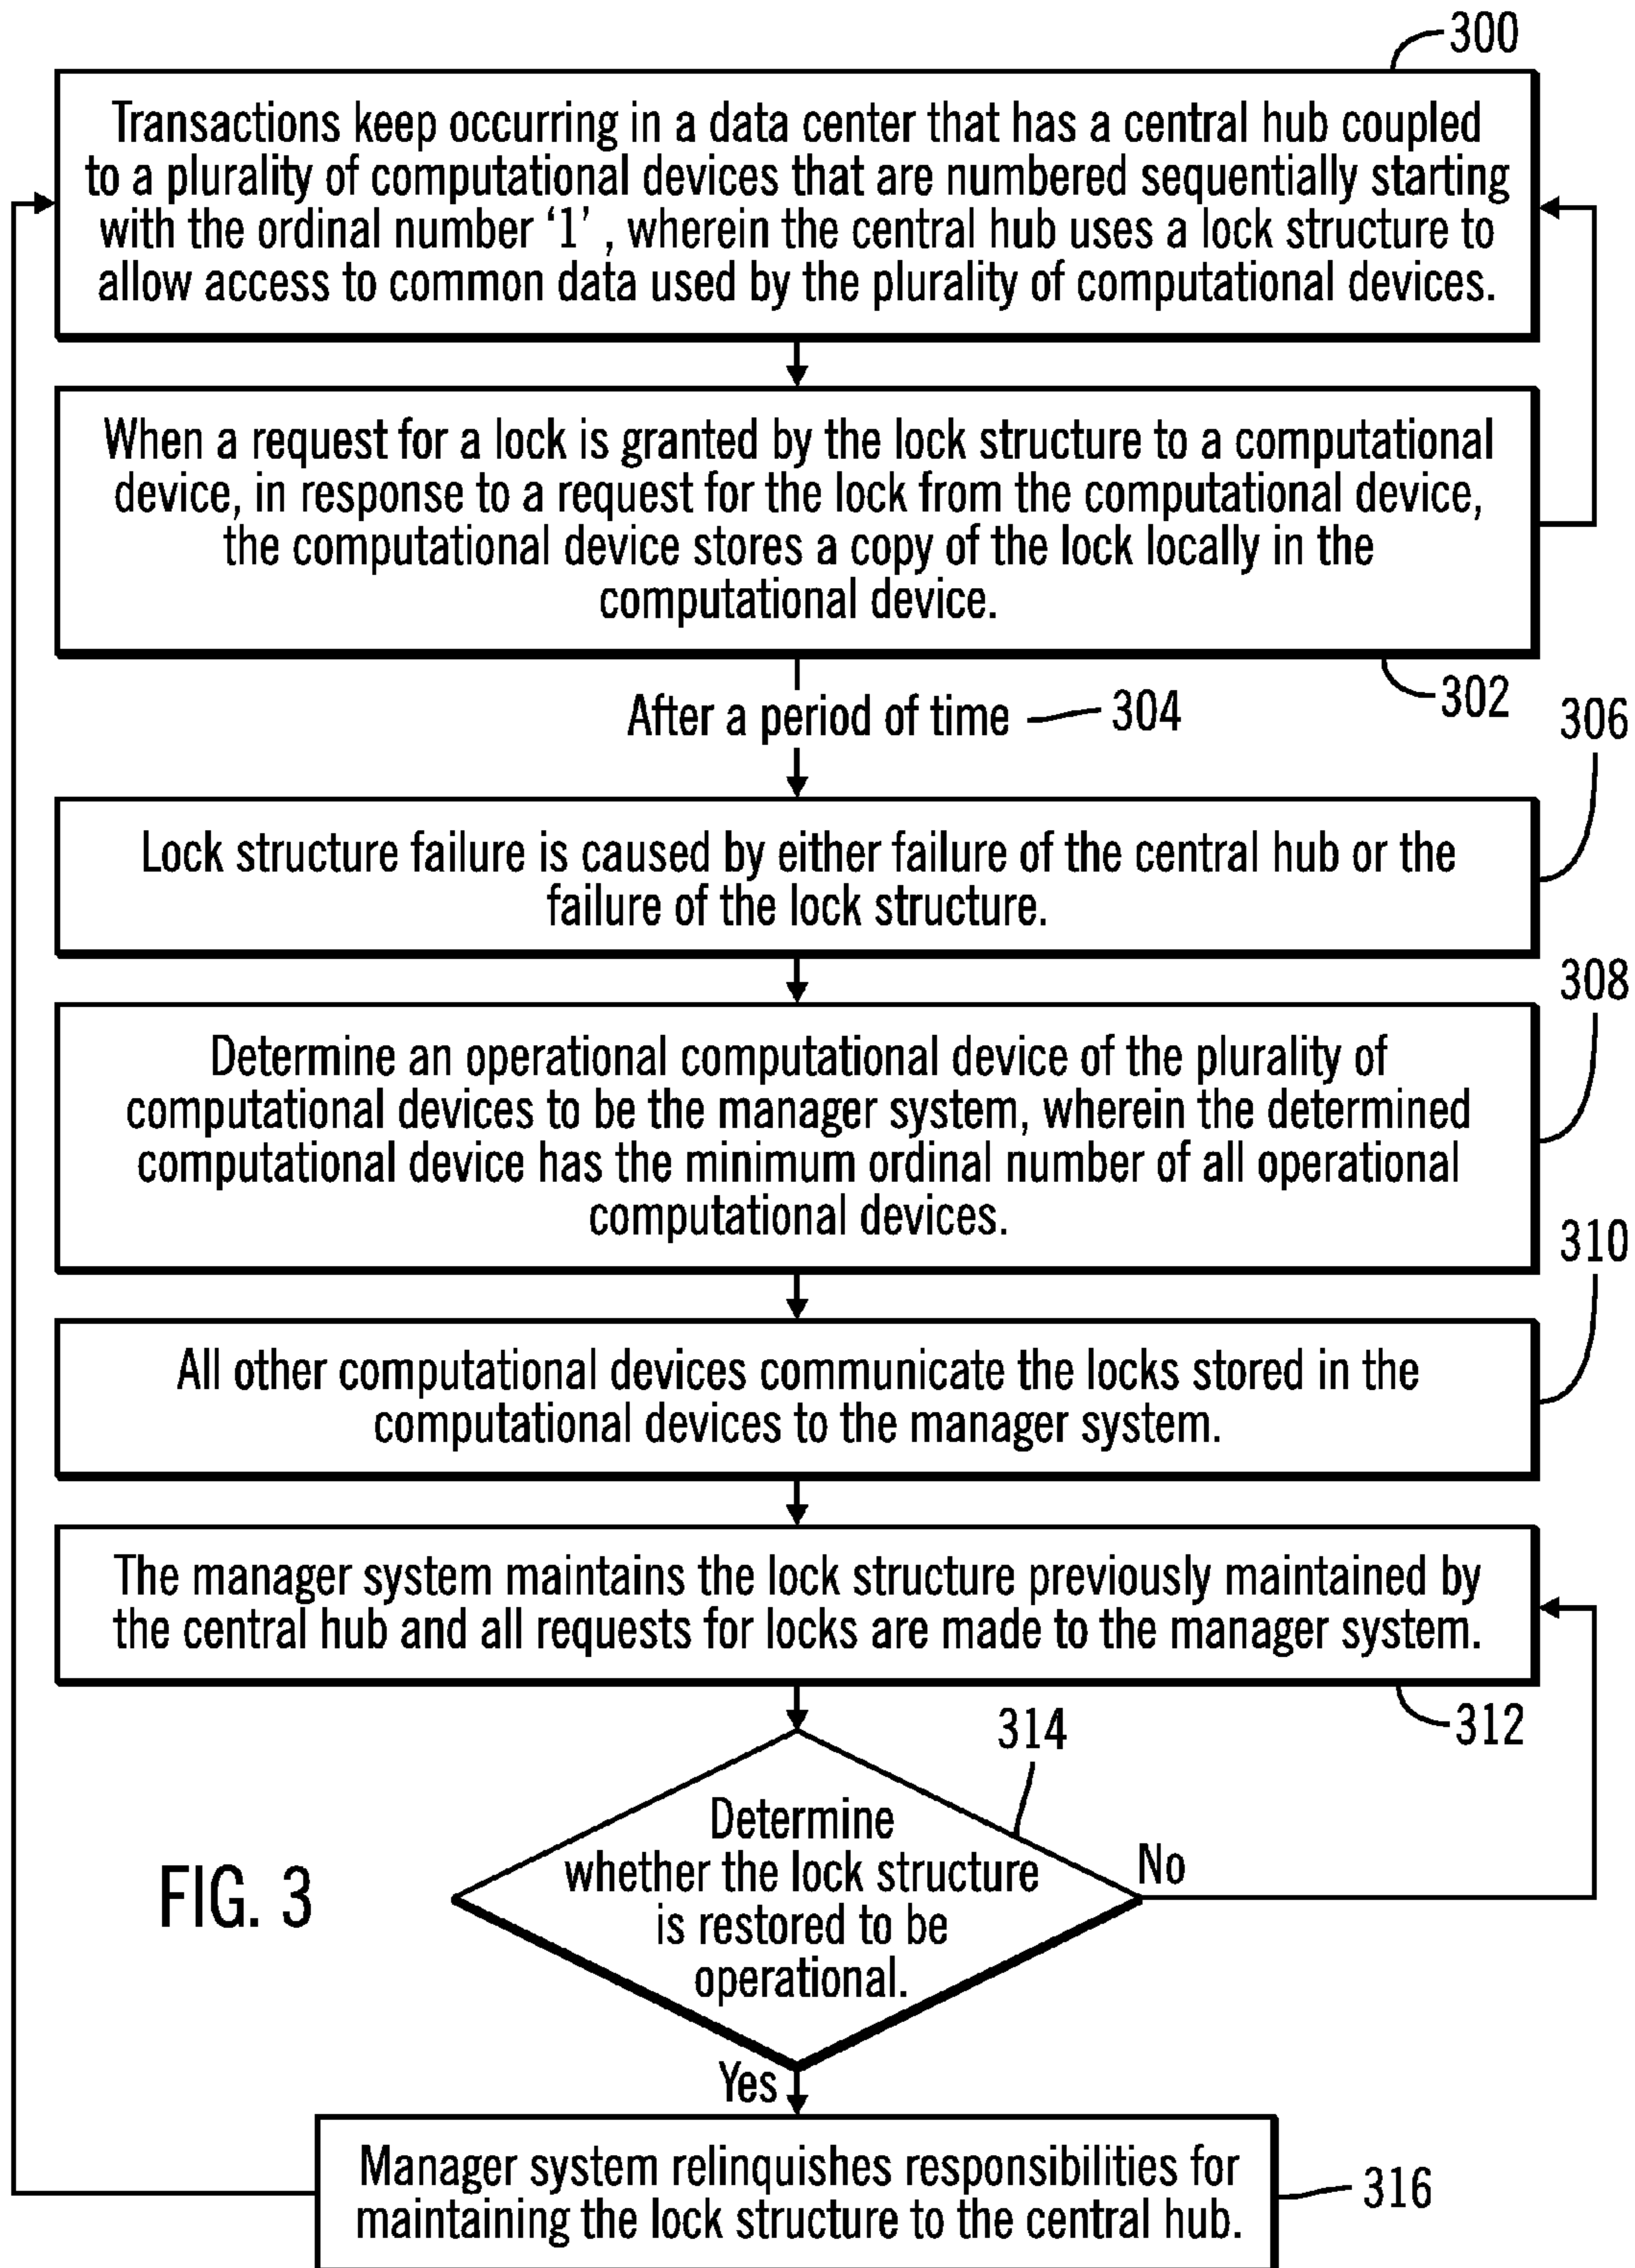 300
Transactions keep occurring in a data center that has a central hub coupled
to a plurality of computational devices that are numbered sequentially starting
with the ordinal number ‘1’ , wherein the central hub uses a lock structure to
allow access to common data used by the plurality of computational devices.
When a request for a lock is granted by the lock structure to a computational
device, in response to a request for the lock from the computational device,
the computational device stores a copy of the lock locally in the
computational device.
302
After a period of time
304
306
Lock structure failure is caused by either failure of the central hub or the
failure of the lock structure.
308
Determine an operational computational device of the plurality of
computational devices to be the manager system, wherein the determined
computational device has the minimum ordinal number of all operational
computational devices.
310
All other computational devices communicate the locks stored in the
computational devices to the manager system.
The manager system maintains the lock structure previously maintained by
the central hub and all requests for locks are made to the manager system.
312
314
Determine
whether the lock structure
is restored to be
operational.
No
FIG. 3
Yes
Manager system relinquishes responsibilities for
maintaining the lock structure to the central hub.
316